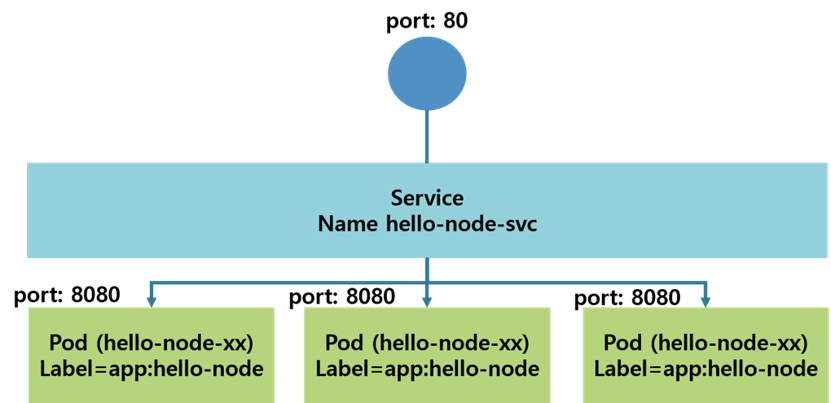 port: 80
Service
Name hello-node-svc
port: 8080
port: 8080
port: 8080
Pod (hello-node-xx)
Label=app:hello-node
Pod (hello-node-xx)
Label=app:hello-node
Pod (hello-node-xx)
Label=app:hello-node